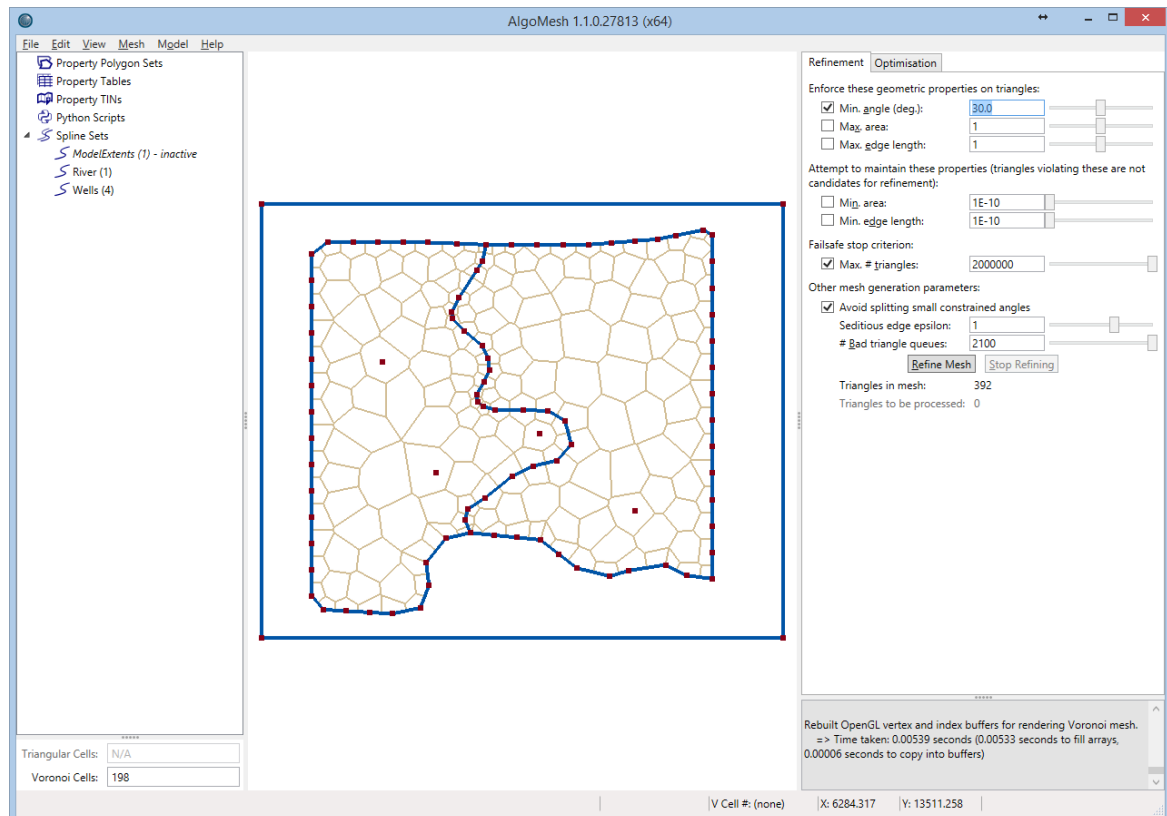 AlgoMesh 1.1.0.27813 (x64)
File Edit View Mesh Model Help
Property Polygon Sets
Property Tables
Property TINs
Python Scripts
Spline Sets
ModelExtents (1) - inactive
River (1)
Wells (4)
Triangular Cells: N/A
Voronoi Cells: 198
Refinement Optimisation
Enforce these geometric properties on triangles:
Min. angle (deg.): 30.0
Max. area: 1
Max. edge length: 1
Attempt to maintain these properties (triangles violating these are not
candidates for refinement):
Min. area: 1E-10
Min. edge length: 1E-10
Failsafe stop criterion:
Max. # triangles: 2000000
Other mesh generation parameters:
Avoid splitting small constrained angles
Seditious edge epsilon: 1
# Bad triangle queues: 2100
Refine Mesh Stop Refining
Triangles in mesh: 392
Triangles to be processed: 0
Rebuilt OpenGL vertex and index buffers for rendering Voronoi mesh.
=> Time taken: 0.00539 seconds (0.00533 seconds to fill arrays,
0.00006 seconds to copy into buffers)
V Cell #: (none) X: 6284.317 Y: 13511.258